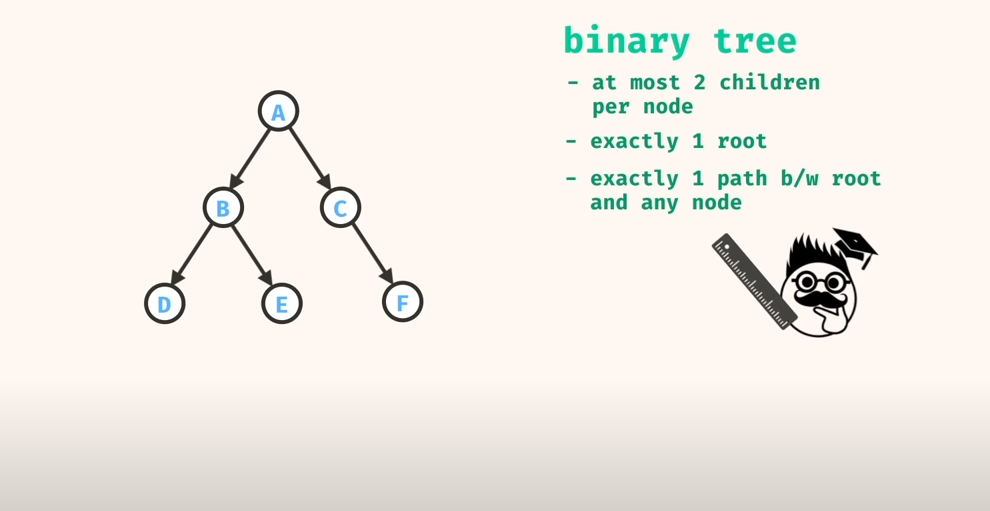 binary tree
- at most 2 children
per node
- exactly 1 root
- exactly 1 path b/w root
and any node
A
B
C
D
E
F